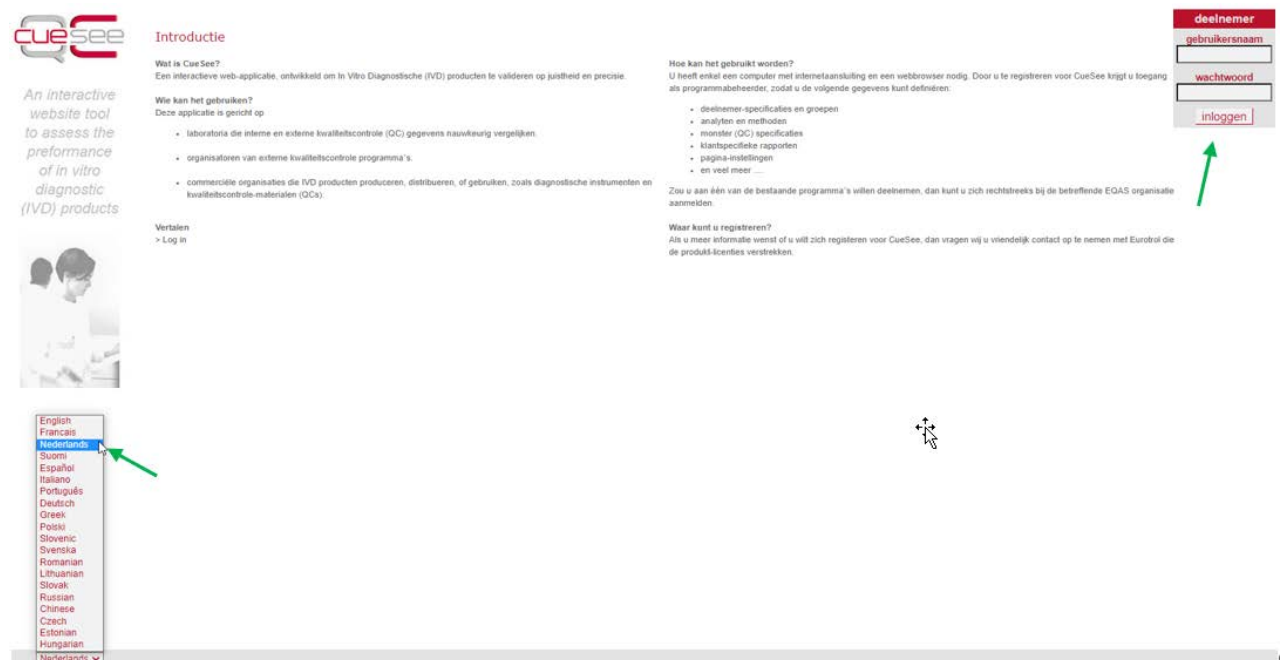 cuesee
An interactive
website tool
to assess the
preformance
of in vitro
diagnostic
(IVD) products
Introductie
Wat is CueSee?
Een interactieve web-applicatie, ontwikkeld om In Vitro Diagnostische (IVD) producten te valideren op juistheid en precisie.
Wie kan het gebruiken?
Deze applicatie is gericht op
• laboratoria die interne en externe kwaliteitscontrole (QC) gegevens nauwkeurig vergelijken.
• organisatoren van externe kwaliteitscontrole programma's.
• commerciële organisaties die IVD producten produceren, distribueren, of gebruiken, zoals diagnostische instrumenten en
kwaliteitscontrole-materialen (QCs).
Vertalen
> Log in
Hoe kan het gebruikt worden?
U heeft enkel een computer met internetaansluiting en een webbrowser nodig. Door u te registreren voor CueSee krijgt u toegang
als programmabeheerder, zodat u de volgende gegevens kunt definiëren:
• deelnemer-specificaties en groepen
• analyten en methoden
• monster (QC) specificaties
• klantspecifieke rapporten
• pagina-instellingen
• en veel meer ....
Zou u aan één van de bestaande programma's willen deelnemen, dan kunt u zich rechtstreeks bij de betreffende EQAS organisatie
aanmelden.
Waar kunt u registreren?
Als u meer informatie wenst of u wilt zich registeren voor CueSee, dan vragen wij u vriendelijk contact op te nemen met Eurotrol die
de produkt-licenties verstrekken.
deelnemer
gebruikersnaam
wachtwoord
inloggen
English
Francais
Nederlands
Suomi
Español
Italiano
Português
Deutsch
Greek
Polski
Slovenic
Svenska
Romanian
Lithuanian
Slovak
Russian
Chinese
Czech
Estonian
Hungarian
Nederlands